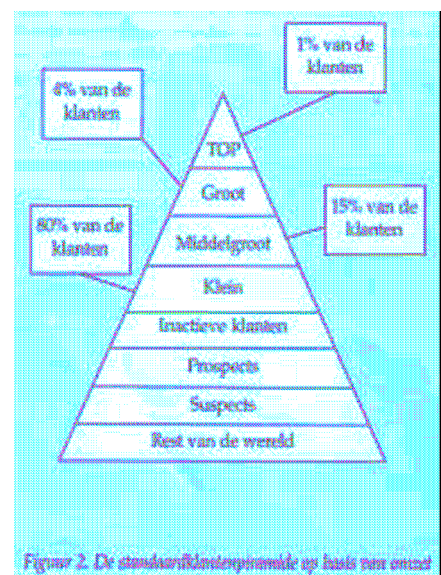 1% van de
klanten
4% van de
klanten
TOP
Groot
15% van de
klanten
80% van de
klanten
Middelgroot
Klein
Inactieve klanten
Prospects
Suspects
Rest van de wereld
Figuur 2. De standaardklantenpiramide op basis van omzet